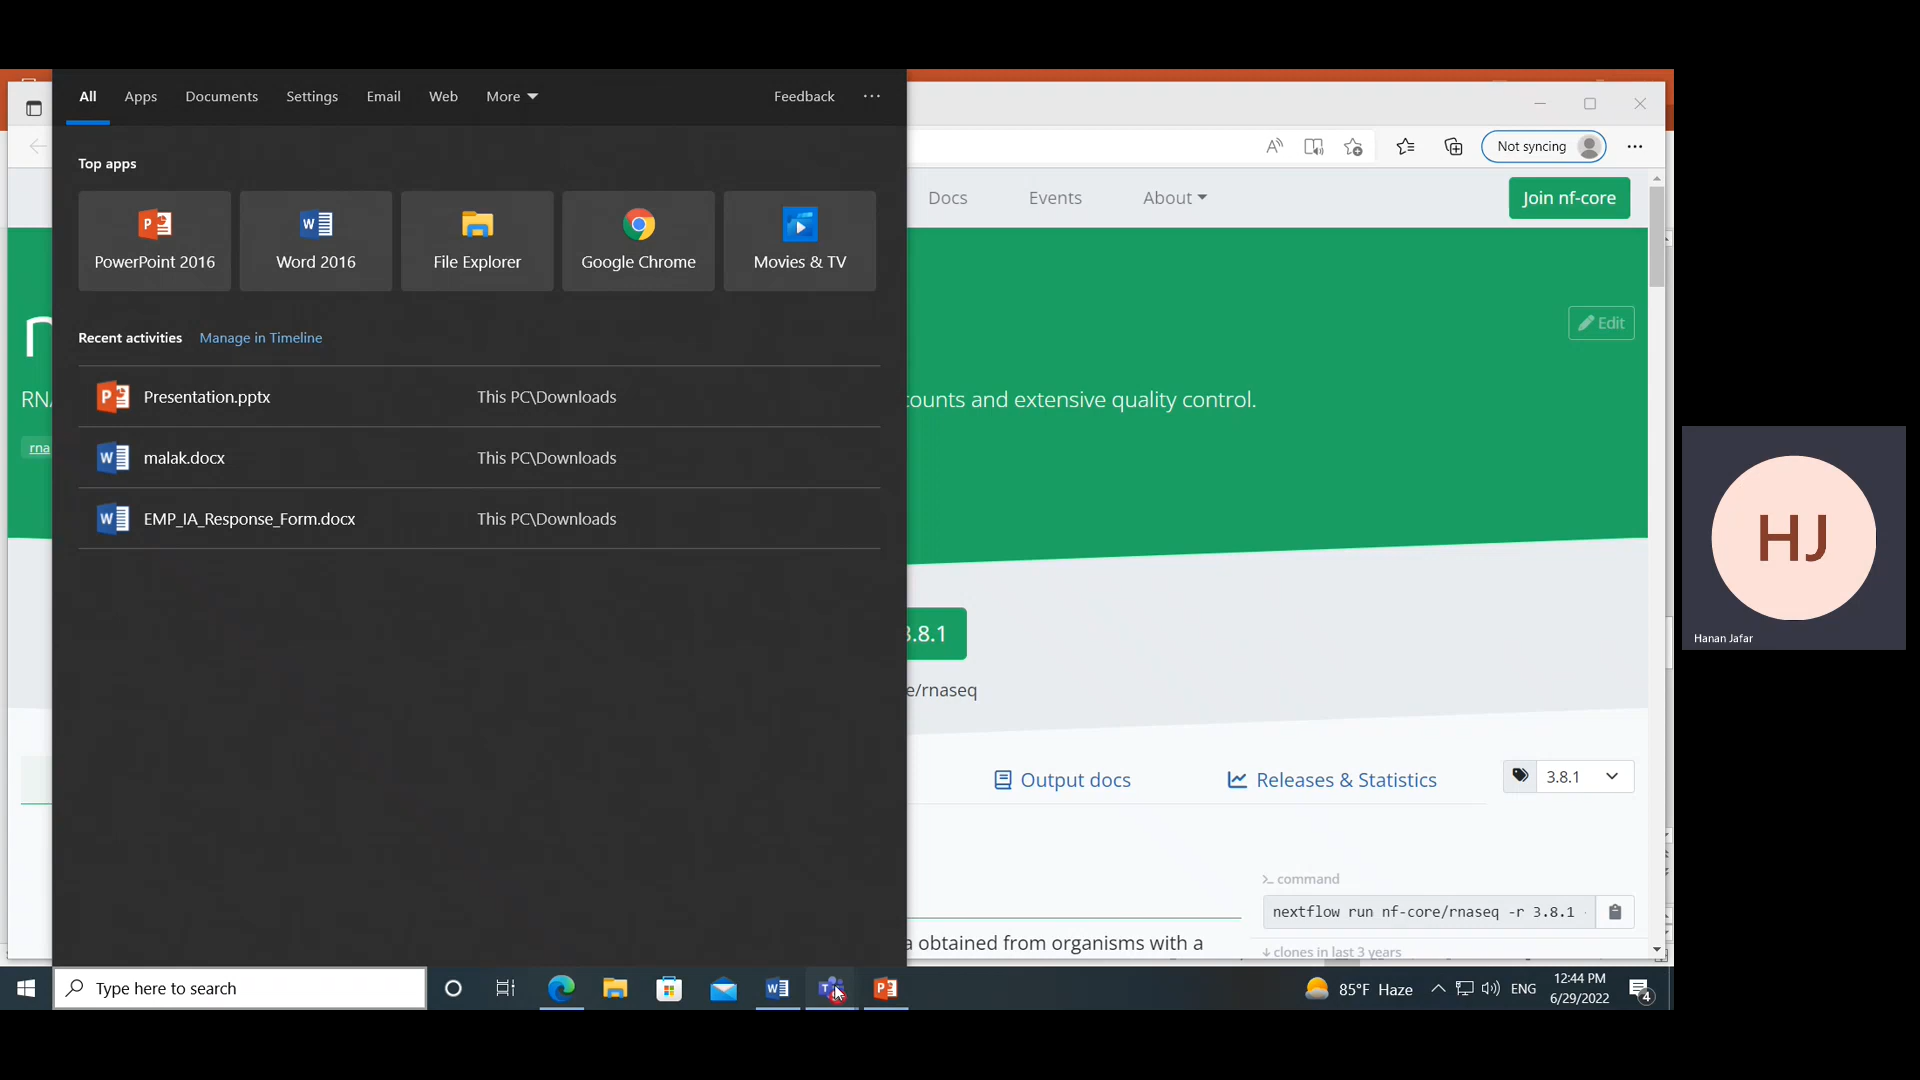 All Apps Documents Settings Email Web More Feedback
Top apps
PowerPoint 2016 Word 2016 File Explorer Google Chrome Movies & TV
Recent activities Manage in Timeline
Presentation.pptx This PC\Downloads
malak.docx This PC\Downloads
EMP_IA_Response_Form.docx This PC\Downloads
Not syncing
Docs Events About Join nf-core
Edit
RNA
ounts and extensive quality control.
rna
3.8.1
e/rnaseq
Output docs Releases & Statistics 3.8.1
>_ command
nextflow run nf-core/rnaseq -r 3.8.1
a obtained from organisms with a
clones in last 3 years
HJ
Hanan Jafar
Type here to search
85°F Haze ENG 12:44 PM
6/29/2022
4